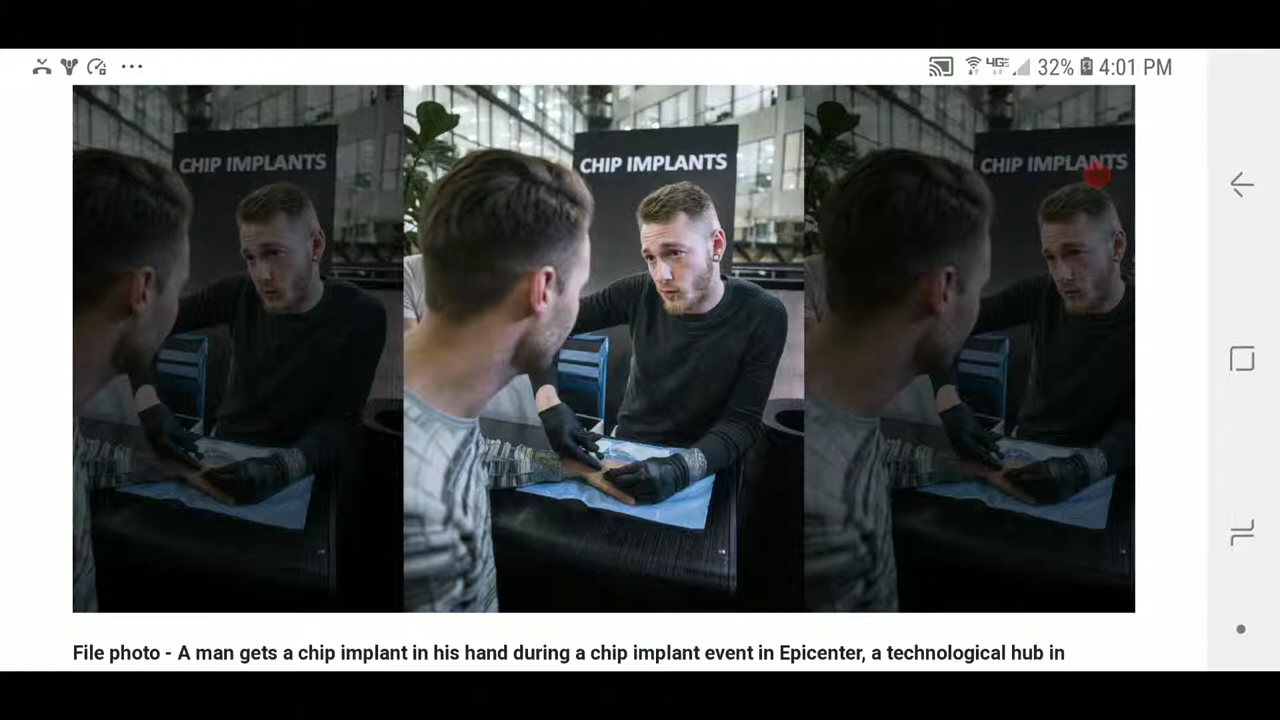 32% 4:01 PM
CHIP IMPLANTS CHIP IMPLANTS CHIP IMPLANTS
File photo - A man gets a chip implant in his hand during a chip implant event in Epicenter, a technological hub in